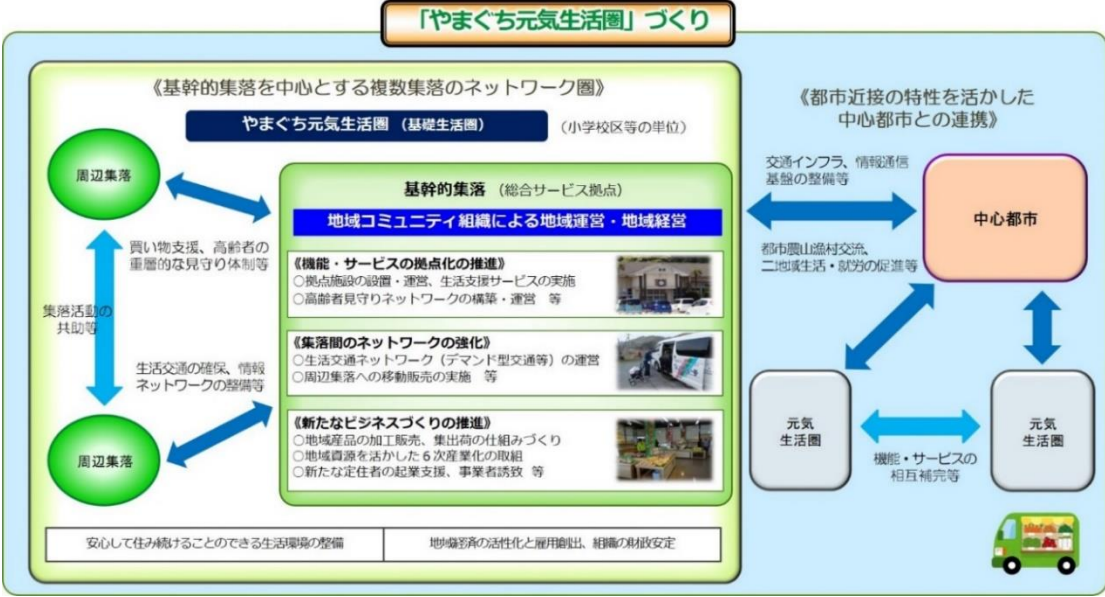 「やまぐち元気生活圏」づくり
《基幹的集落を中心とする複数集落のネットワーク圏》
やまぐち元気生活圏 (基礎生活圏)
(小学校区等の単位)
周辺集落
買い物支援、高齢者の
重層的な見守り体制等
集落活動の
共助等
生活交通の確保、情報
ネットワークの整備等
周辺集落
基幹的集落 (総合サービス拠点)
地域コミュニティ組織による地域運営・地域経営
《機能・サービスの拠点化の推進》
○拠点施設の設置・運営、生活支援サービスの実施
○高齢者見守りネットワークの構築・運営 等
《集落間のネットワークの強化》
○生活交通ネットワーク(デマンド型交通等)の運営
○周辺集落への移動販売の実施 等
《新たなビジネスづくりの推進》
○地域産品の加工販売、集出荷の仕組みづくり
○地域資源を活かした6次産業化の取組
○新たな定住者の起業支援、事業者誘致 等
安心して住み続けることのできる生活環境の整備
地域経済の活性化と雇用創出、組織の財政安定
《都市近接の特性を活かした
中心都市との連携》
交通インフラ、情報通信
基盤の整備等
中心都市
都市農山漁村交流、
二地域生活・就労の促進等
元気
生活圏
元気
生活圏
機能・サービスの
相互補完等